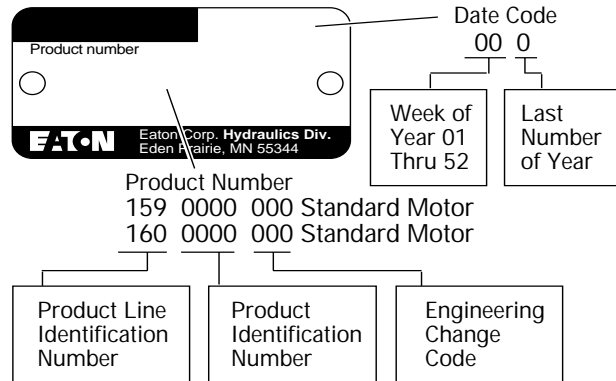 Date Code
00 0
Product number
Week of
Year 01
Thru 52
Last
Number
of Year
EATON
Eaton Corp. Hydraulics Div.
Eden Prairie, MN 55344
Product Number
159 0000 000 Standard Motor
160 0000 000 Standard Motor
Product Line
Identification
Number
Product
Identification
Number
Engineering
Change
Code